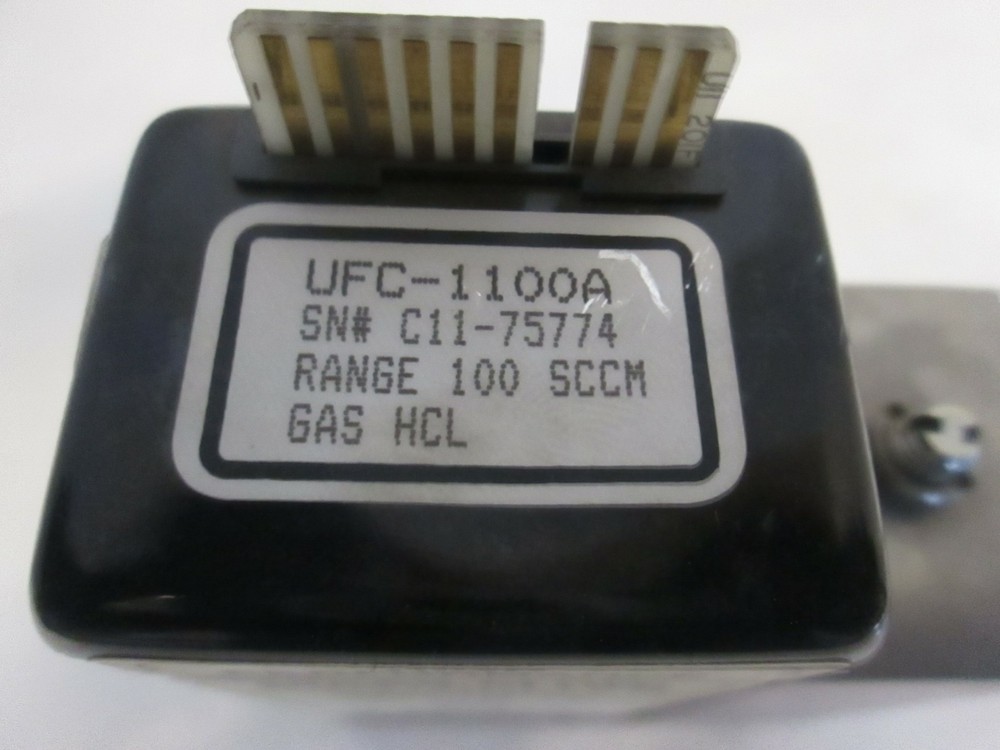 UFC-1100A
SN# C11-75774
RANGE 100 SCCM
GAS HCL